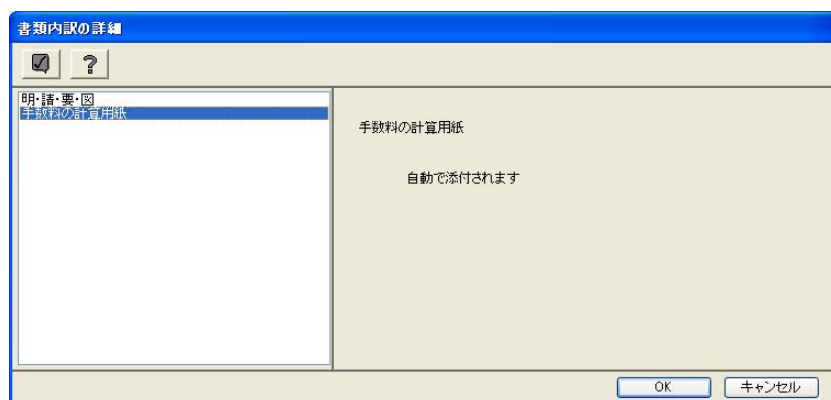 書類内訳の詳細
?
明・請・要・図
手数料の計算用紙
手数料の計算用紙
自動で添付されます
OK
キャンセル